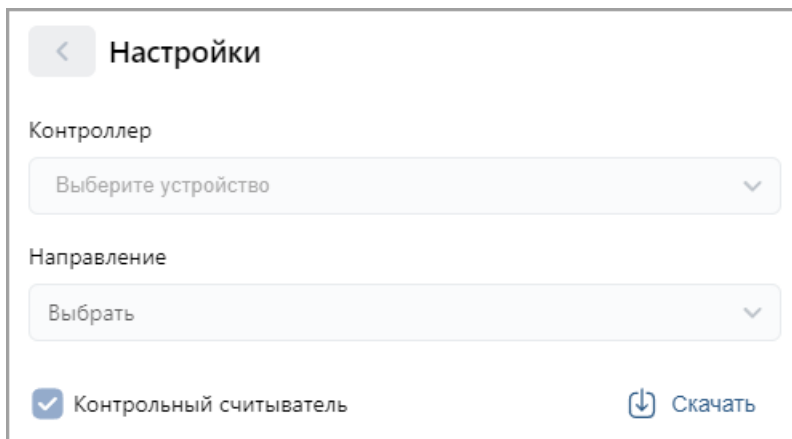 Настройки
Контроллер
Выберите устройство
Направление
Выбрать
Контрольный считыватель
Скачать